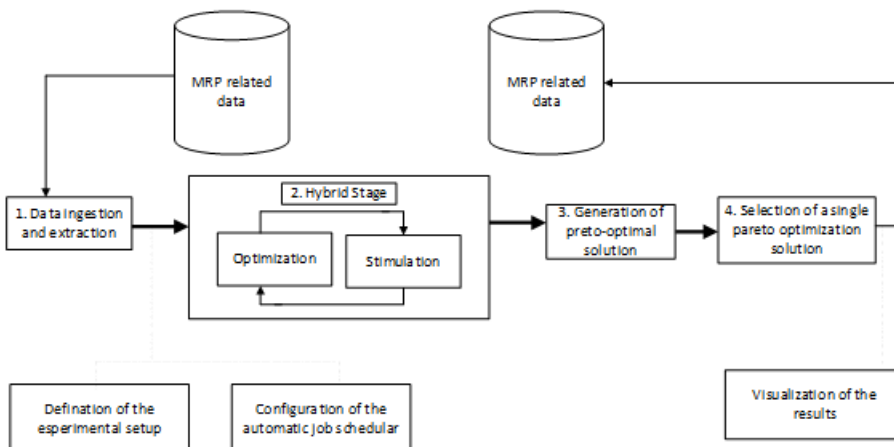 MRP related
data
MRP related
data
1. Data ingestion
and extraction
2. Hybrid Stage
Optimization
Stimulation
3. Generation of
preto-optimal
solution
4. Selection of a single
pareto optimization
solution
Defination of the
esperimental setup
Configuration of the
automatic job schedular
Visualization of the
results